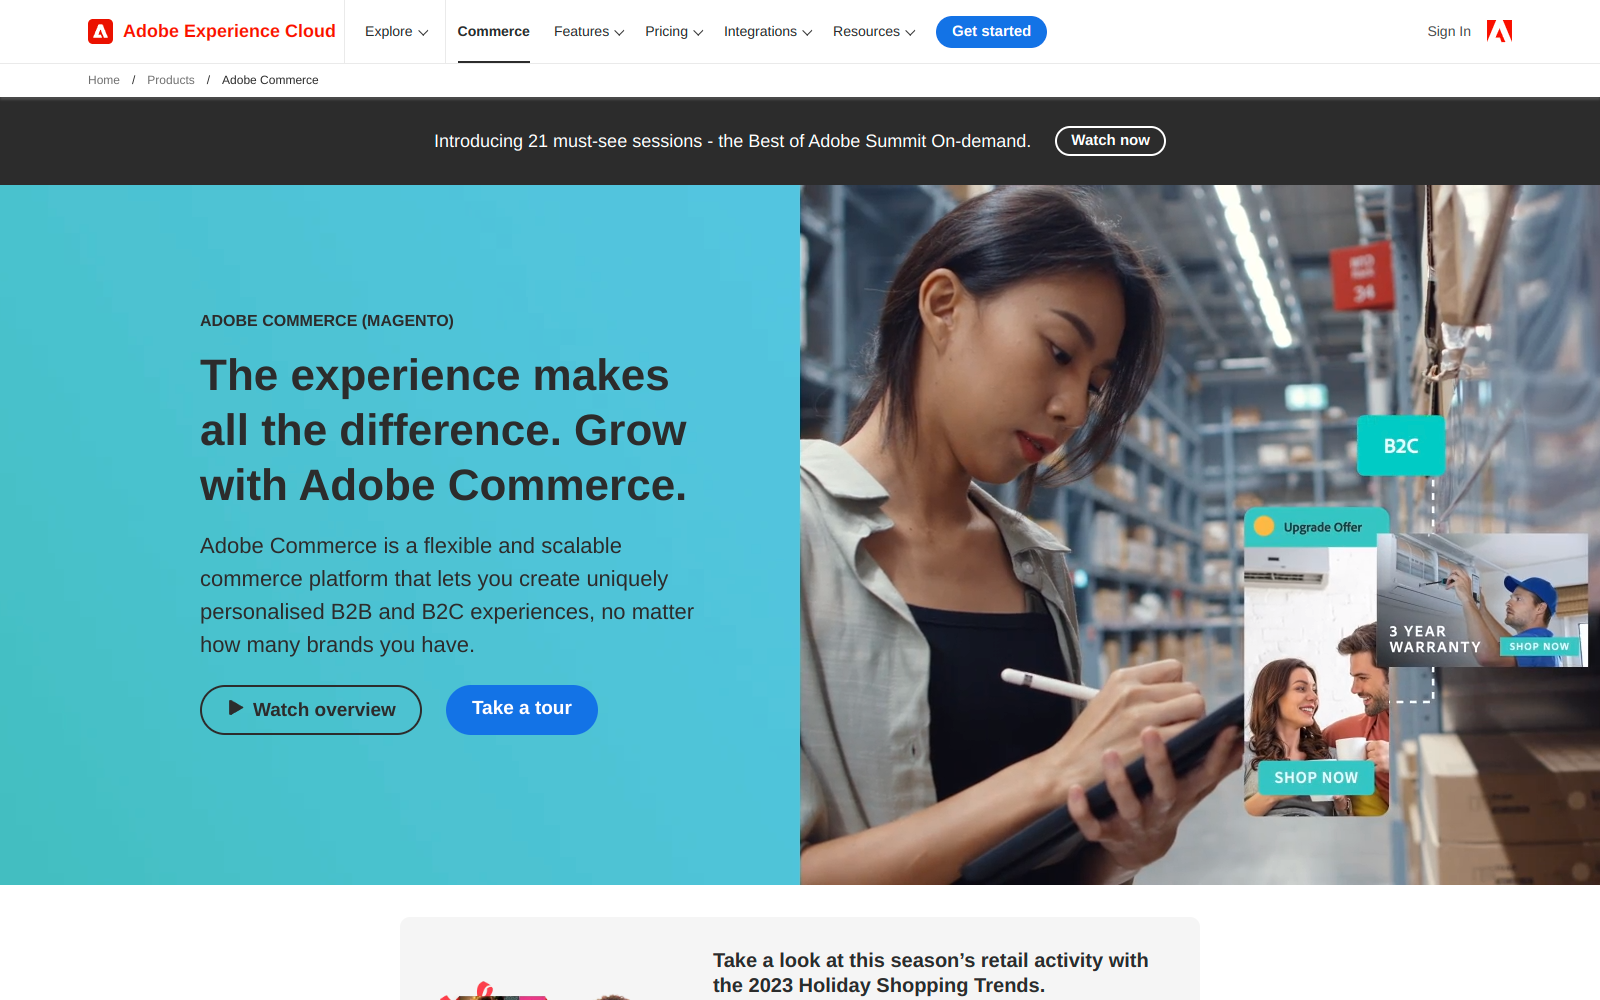 Adobe Experience Cloud
Explore
Commerce
Features
Pricing
Integrations
Resources
Get started
Sign In
Home / Products / Adobe Commerce
Introducing 21 must-see sessions - the Best of Adobe Summit On-demand.
Watch now
ADOBE COMMERCE (MAGENTO)
The experience makes
all the difference. Grow
with Adobe Commerce.
Adobe Commerce is a flexible and scalable
commerce platform that lets you create uniquely
personalised B2B and B2C experiences, no matter
how many brands you have.
Watch overview
Take a tour
34
B2C
Upgrade Offer
3 YEAR
WARRANTY
SHOP NOW
SHOP NOW
Take a look at this season’s retail activity with
the 2023 Holiday Shopping Trends.